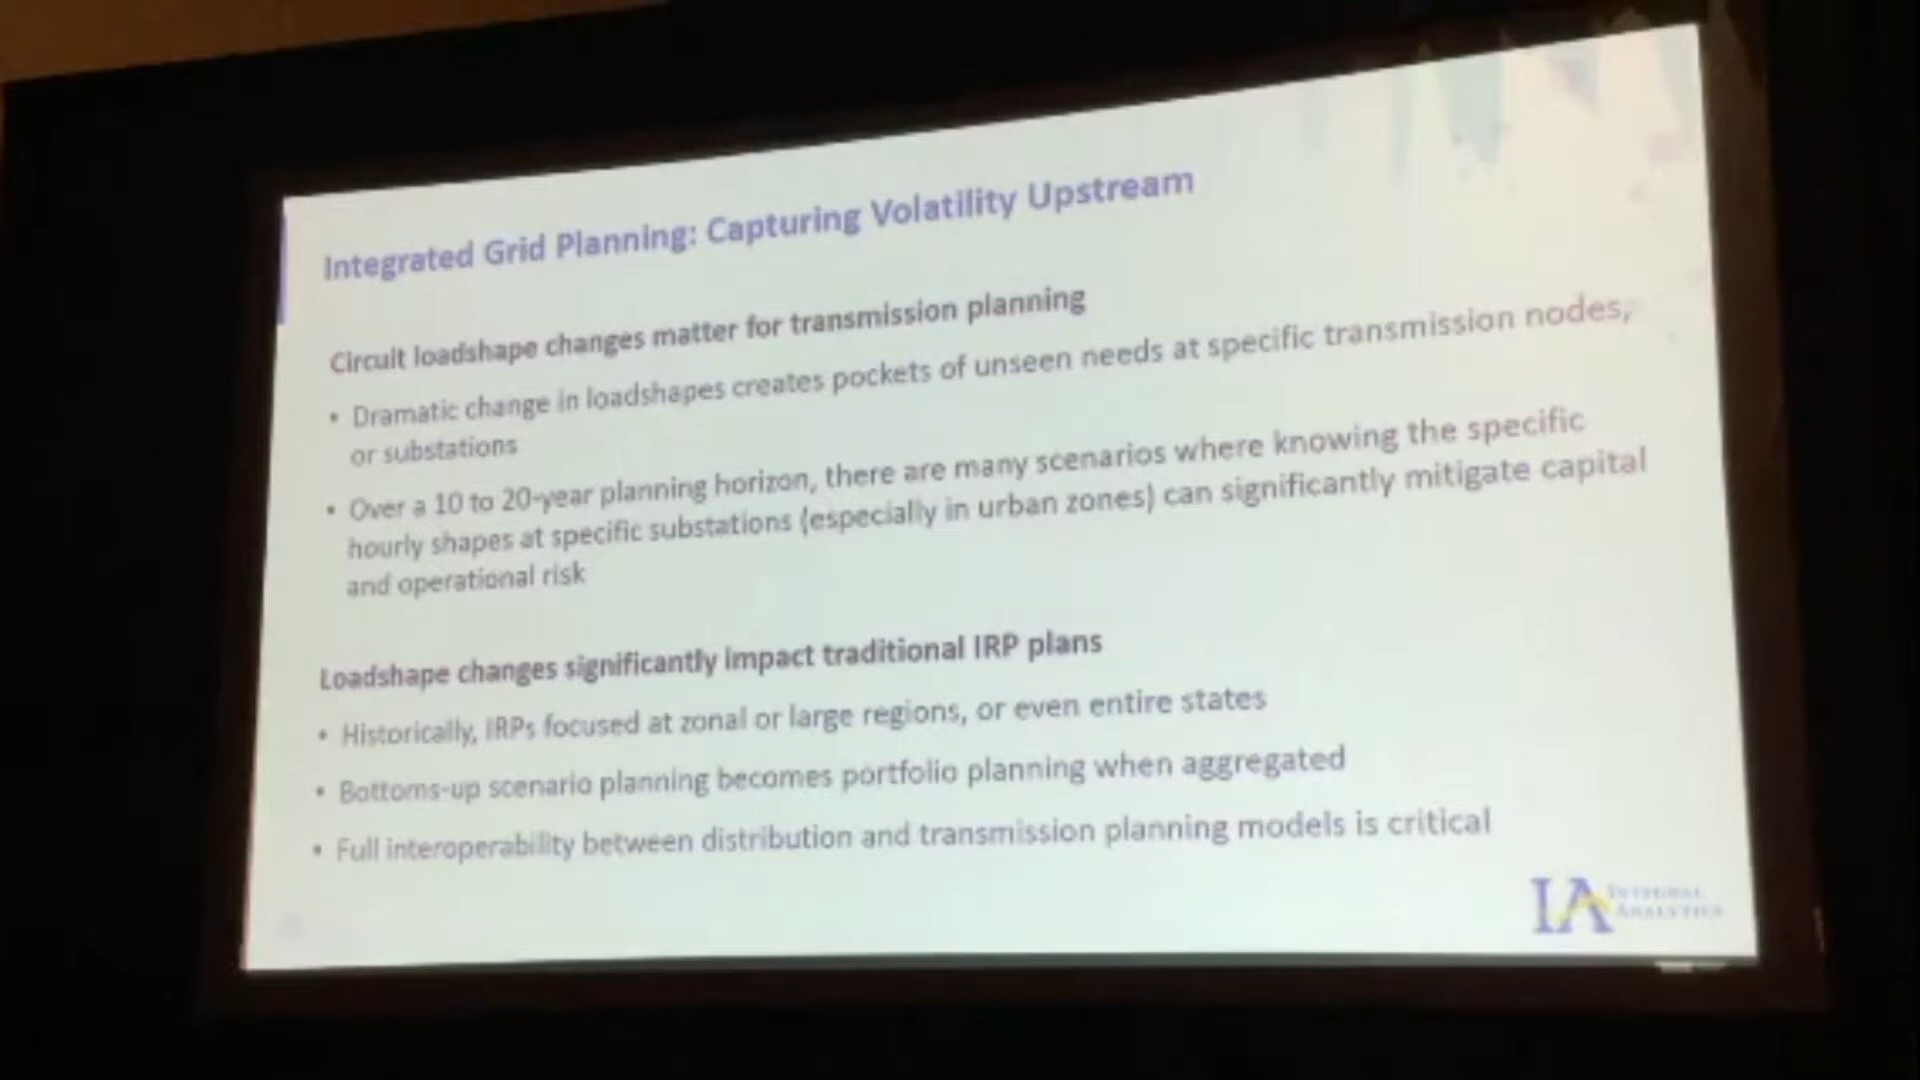 Integrated Grid Planning: Capturing Volatility Upstream
Circuit loadshape changes matter for transmission planning
• Dramatic change in loadshapes creates pockets of unseen needs at specific transmission nodes,
or substations
• Over a 10 to 20-year planning horizon, there are many scenarios where knowing the specific
hourly shapes at specific substations (especially in urban zones) can significantly mitigate capital
and operational risk
Loadshape changes significantly impact traditional IRP plans
• Historically, IRPs focused at zonal or large regions, or even entire states
• Bottoms-up scenario planning becomes portfolio planning when aggregated
• Full interoperability between distribution and transmission planning models is critical
IA INTEGRAL
ANALYTICS